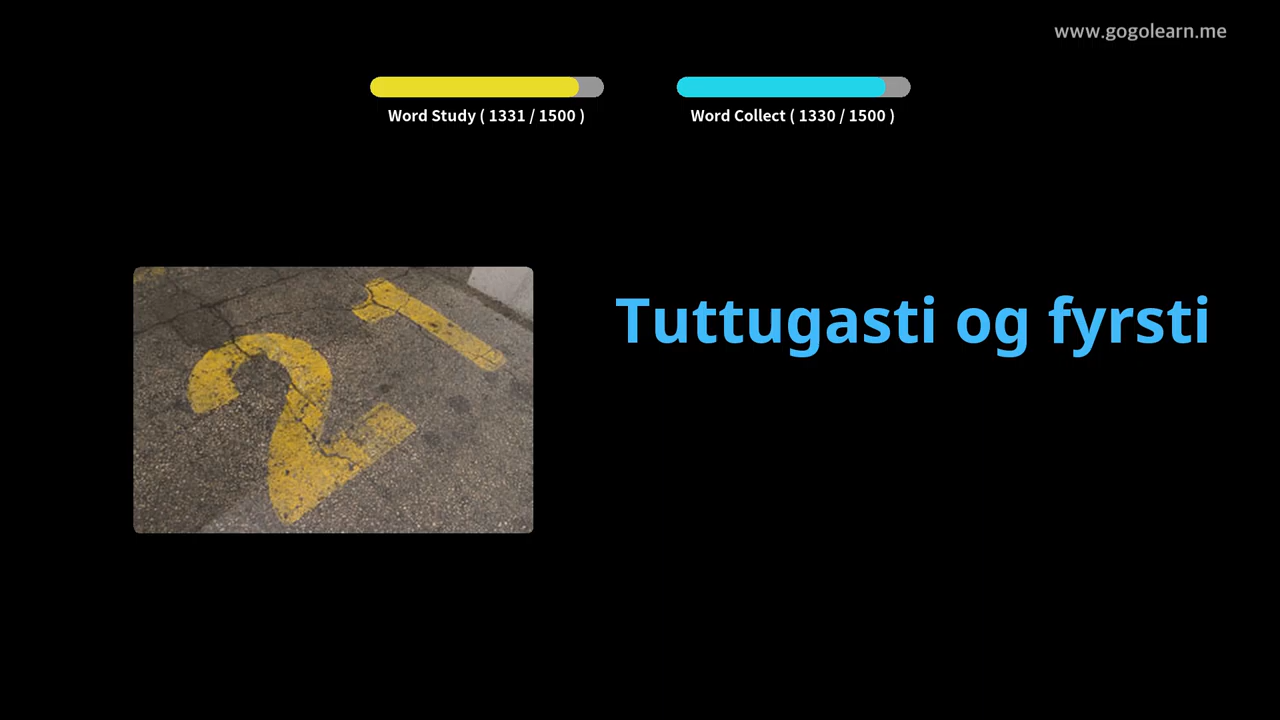 www.gogolearn.me
Word Study ( 1331 / 1500 )
Word Collect ( 1330 / 1500 )
21
Tuttugasti og fyrsti